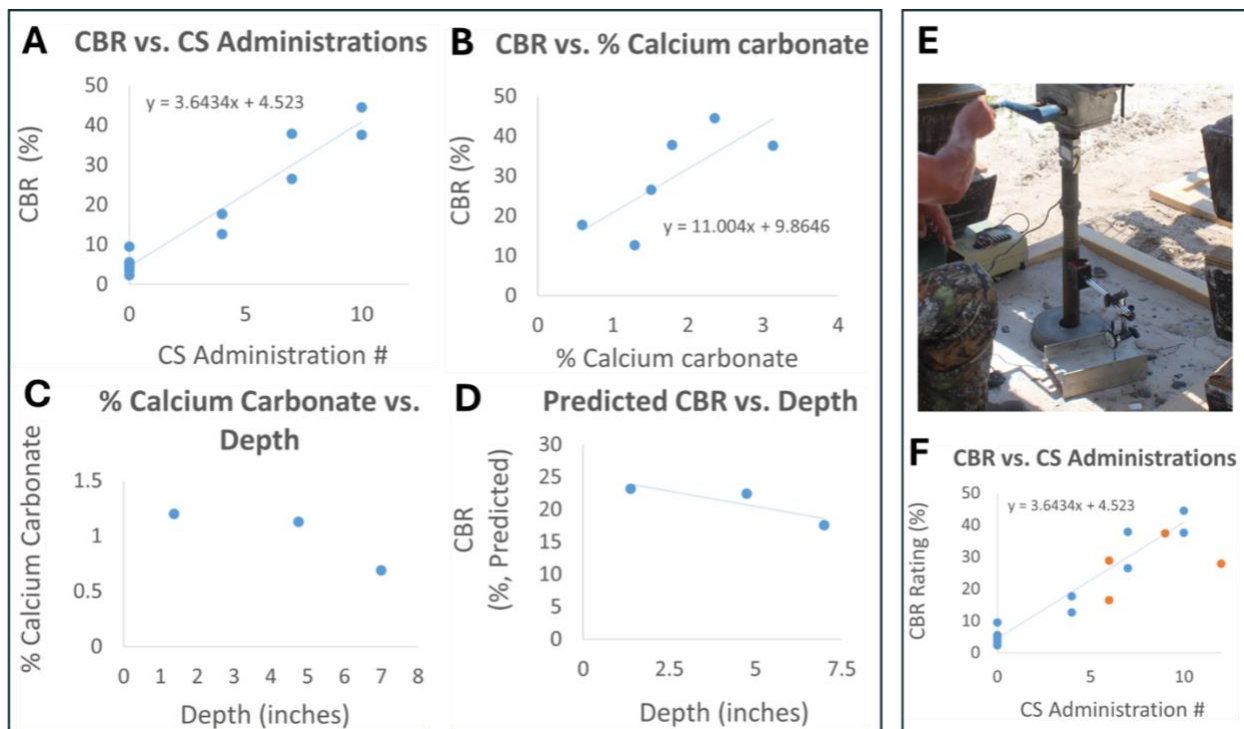 A
CBR vs. CS Administrations
CBR (%)
50
40
30
20
10
0
y = 3.6434x + 4.523
0 5 10
CS Administration #
B
CBR vs. % Calcium carbonate
CBR (%)
50
40
30
20
10
0
y = 11.004x + 9.8646
0 1 2 3 4
% Calcium carbonate
C
% Calcium Carbonate vs.
Depth
% Calcium Carbonate
1.5
1
0.5
0
0 1 2 3 4 5 6 7 8
Depth (inches)
D
Predicted CBR vs. Depth
CBR
(%, Predicted)
30
25
20
15
10
5
0
0 2.5 5 7.5
Depth (inches)
E
F
CBR vs. CS Administrations
CBR Rating (%)
50
40
30
20
10
0
y = 3.6434x + 4.523
0 5 10
CS Administration #